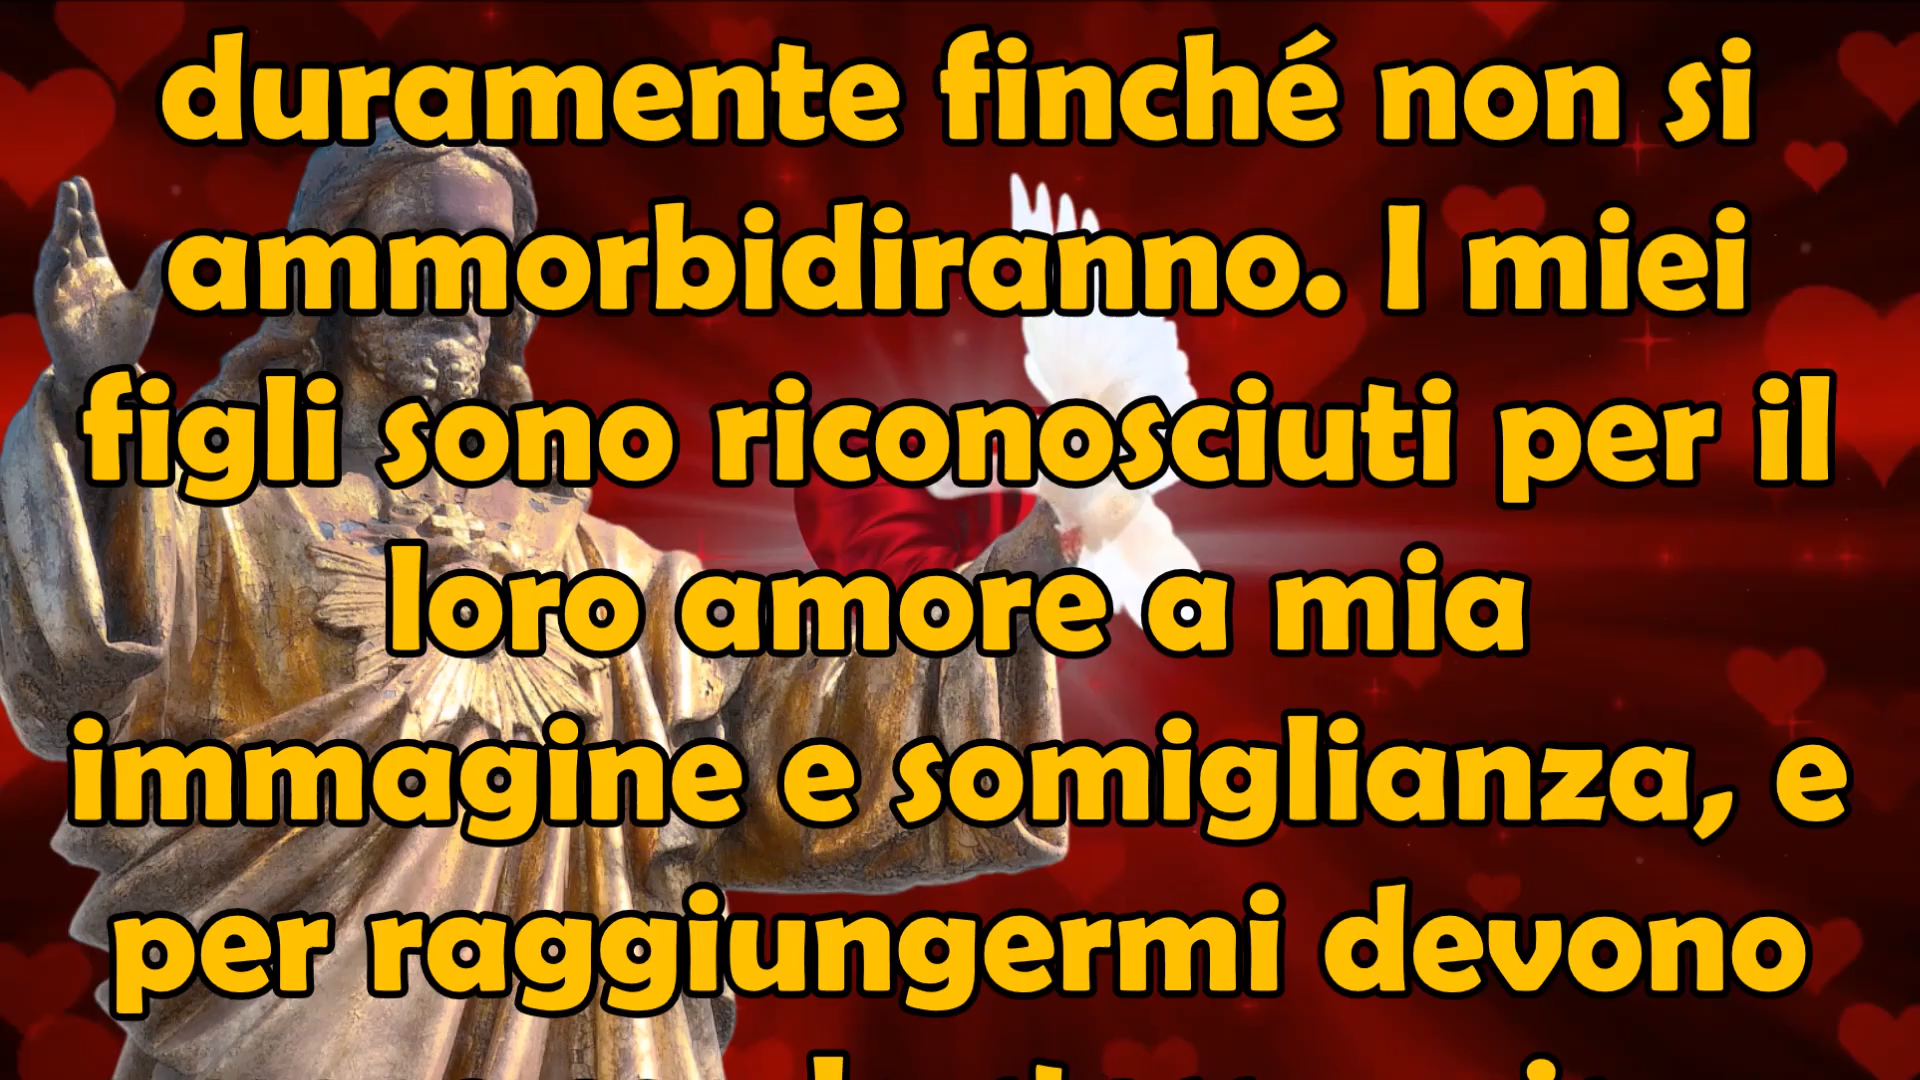 duramente finché non si
ammorbidiranno. I miei
figli sono riconosciuti per il
loro amore a mia
immagine e somiglianza, e
per raggiungermi devono